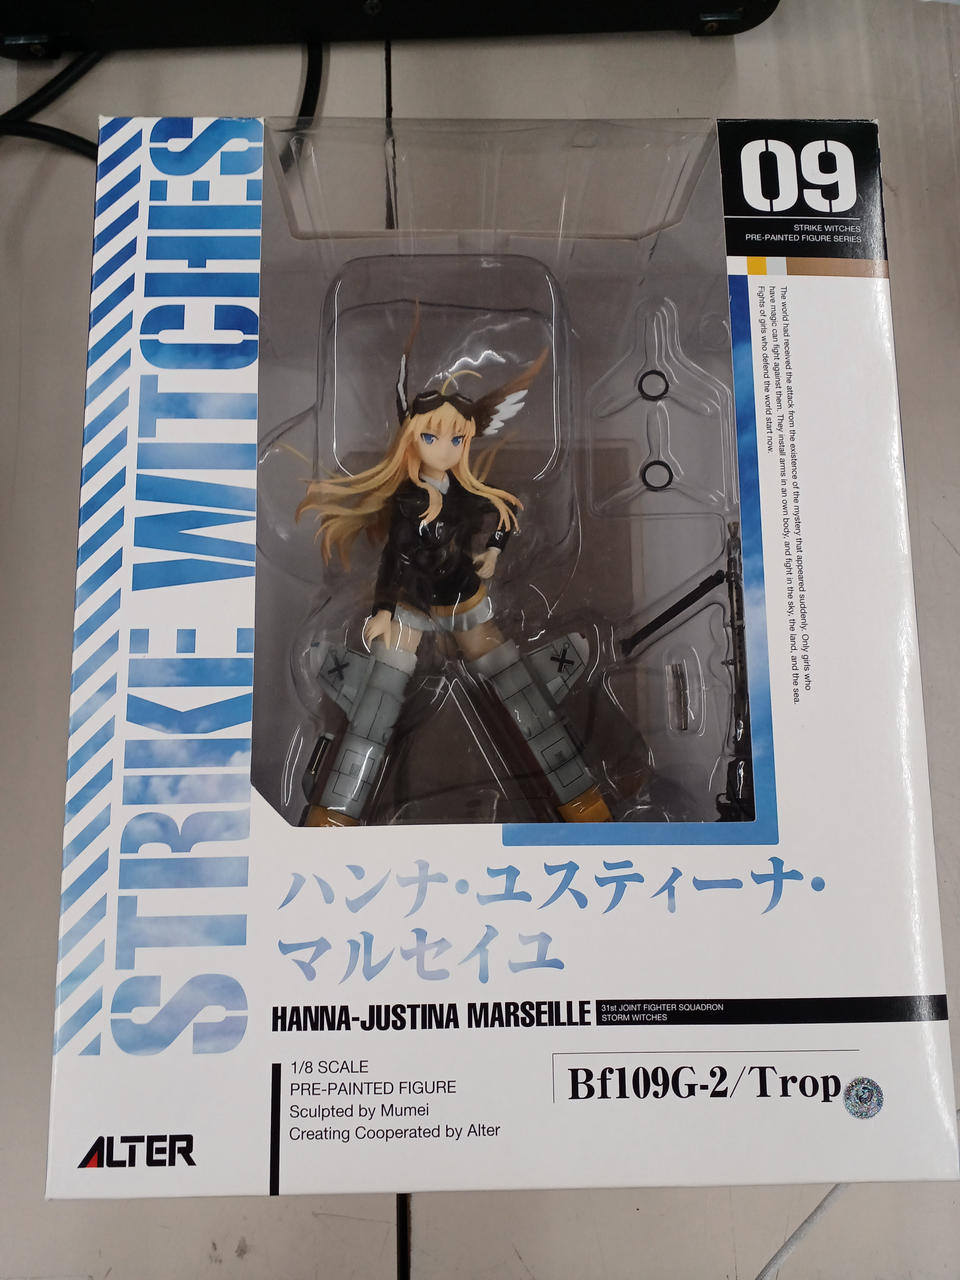 STRIKE WITCHES
09
STRIKE WITCHES
PRE-PAINTED FIGURE SERIES
The world had received the attack from the existence of the mystery that appeared suddenly. Only girls who
have magic can fight against them. They install arms in an own body, and fight in the sky, the land, and the sea.
Fights of girls who defend the world start now.
ハンナ・ユスティーナ・
マルセイユ
HANNA-JUSTINA MARSEILLE
31st JOINT FIGHTER SQUADRON
STORM WITCHES
1/8 SCALE
PRE-PAINTED FIGURE
Sculpted by Mumei
Creating Cooperated by Alter
Bf109G-2/Trop
ALTER